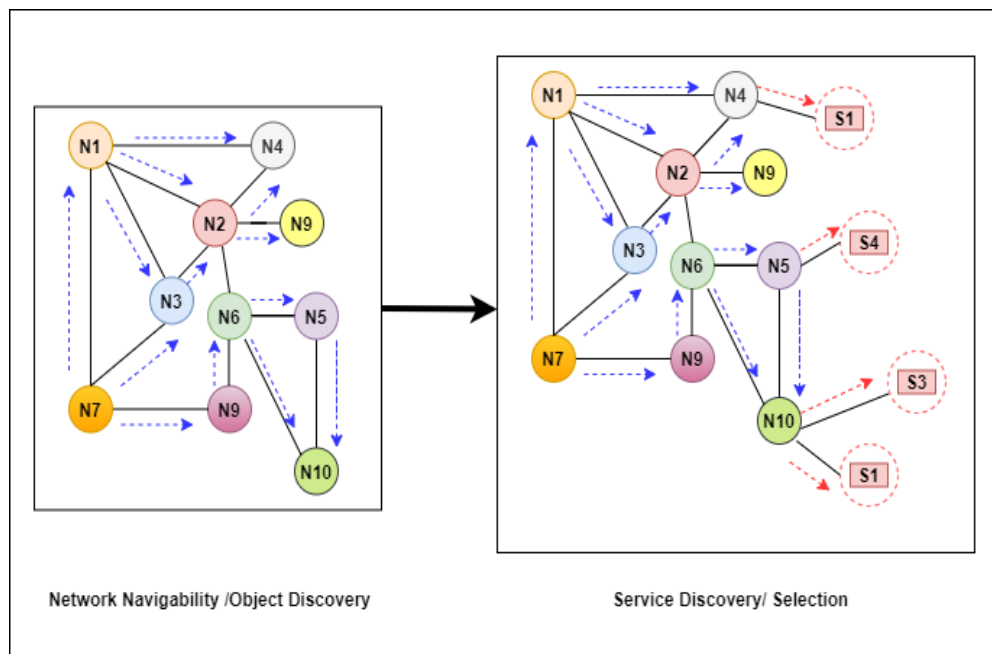 N1
N4
N2
N9
N3
N6
N5
N7
N9
N10
Network Navigability /Object Discovery
N1
N4
S1
N2
N9
N3
N6
N5
S4
N7
N9
S3
N10
S1
Service Discovery/ Selection